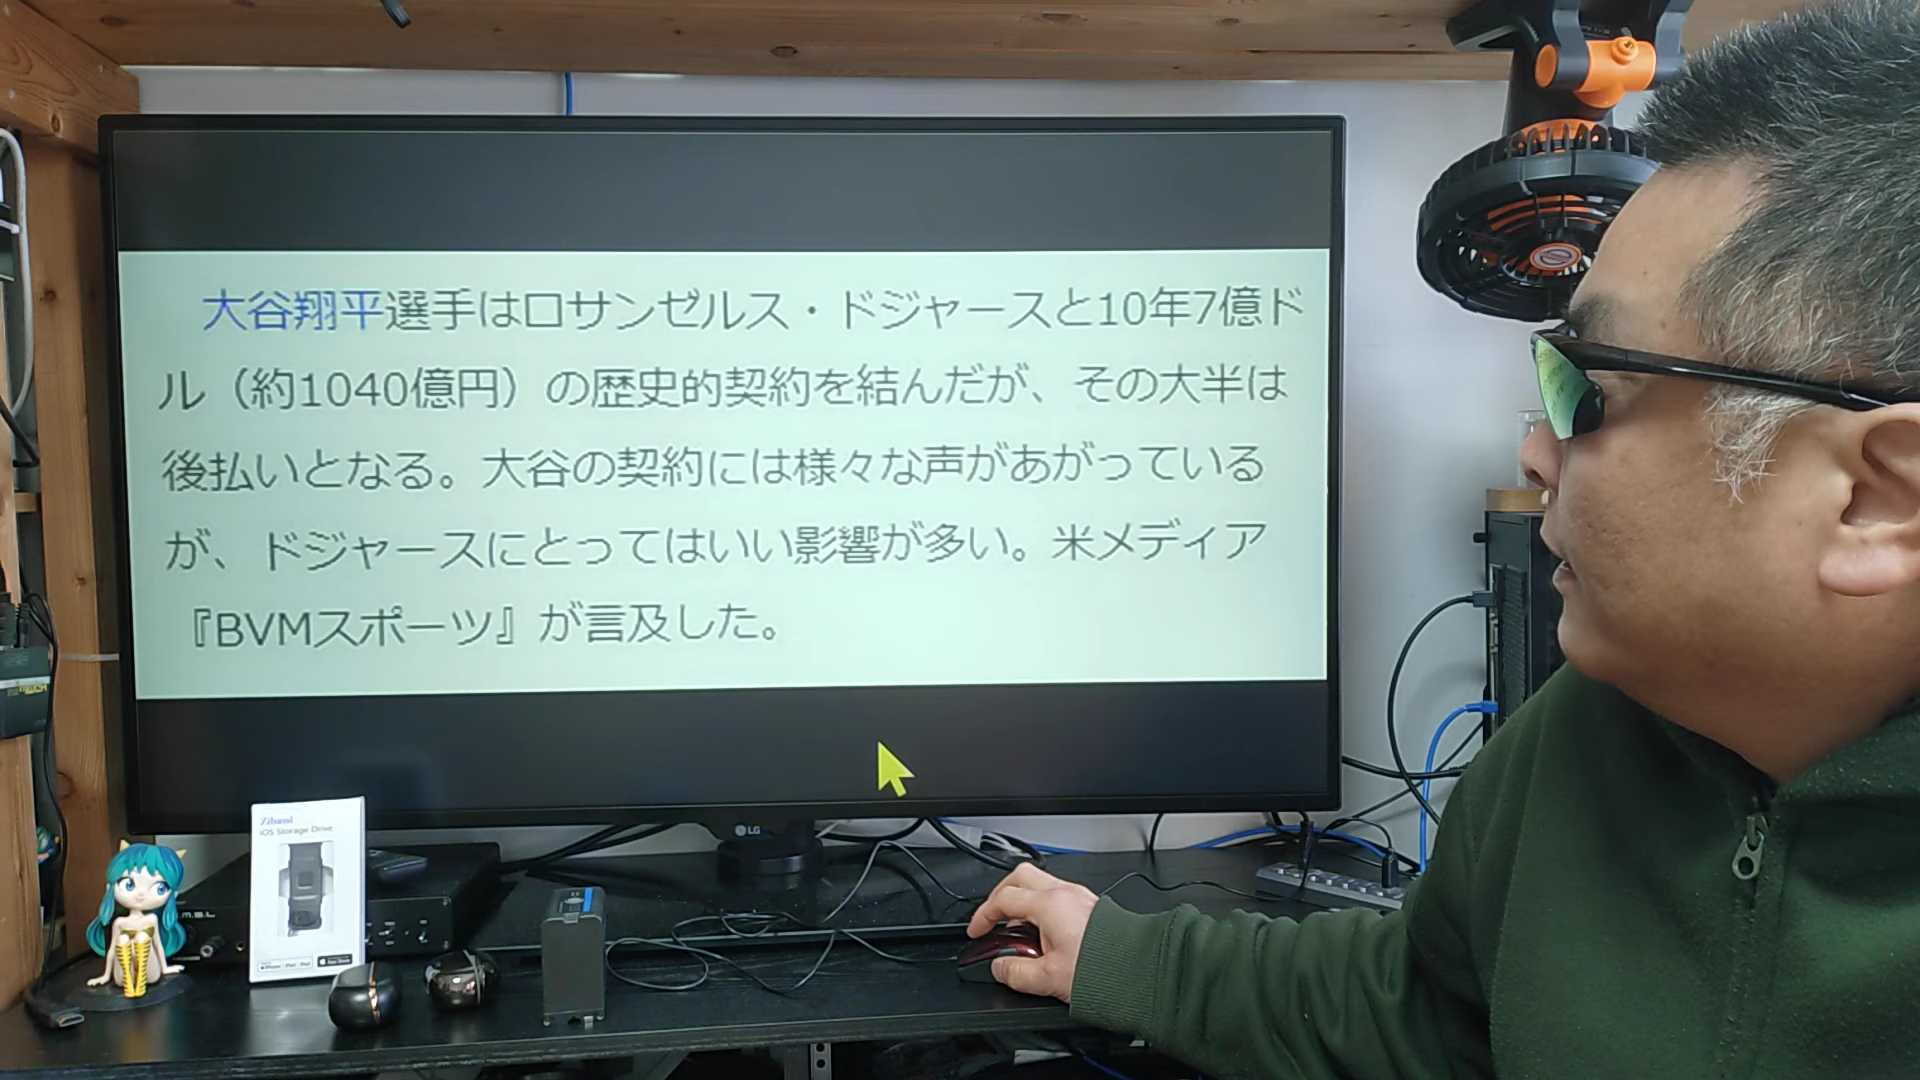 大谷翔平選手はロサンゼルス・ドジャースと10年7億ド
ル（約1040億円）の歴史的契約を結んだが、その大半は
後払いとなる。大谷の契約には様々な声があがっている
が、ドジャースにとってはいい影響が多い。米メディア
『BVMスポーツ』が言及した。
LG
Zibassi
iOS Storage Drive
M.S.L